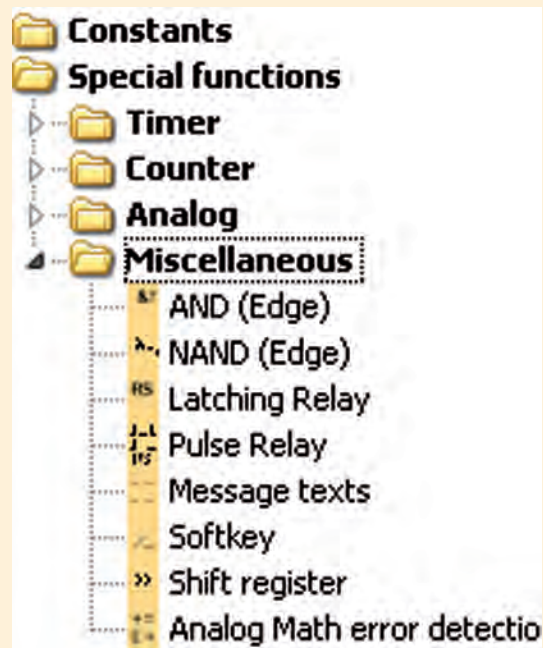 Constants
Special functions
Timer
Counter
Analog
Miscellaneous
AND (Edge)
NAND (Edge)
RS Latching Relay
Pulse Relay
Message texts
Softkey
Shift register
Analog Math error detectio